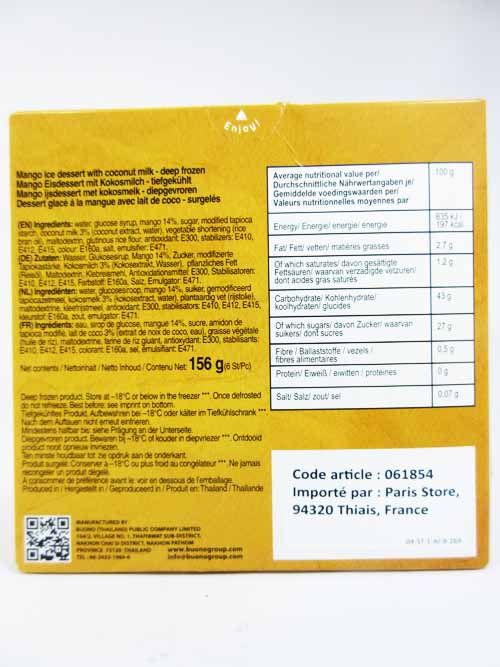 Enjoy!
Mango ice dessert with coconut milk - deep frozen
Mango Eisdessert mit Kokosmilch - tiefgekühlt
Mango ijsdessert met kokosmelk - diepgevroren
Dessert glacé à la mangue avec lait de coco - surgelés
(EN) Ingredients: water, glucose syrup, mango 14%, sugar, modified tapioca
starch, coconut milk 3% (coconut extract, water), vegetable shortening (rice
bran oil), maltodextrin, glutinous rice flour, antioxidant: E300, stabilizers: E410,
E412, E415, colour: E160a, salt, emulsifier: E471.
(DE) Zutaten: Wasser, Glukosesirup, Mango 14%, Zucker, modifizierte
Tapiokastärke, Kokosmilch 3% (Kokosextrakt, Wasser), pflanzliches Fett
(Reisöl), Maltodextrin, Klebreismehl, Antioxidationsmittel: E300, Stabilisatoren:
E410, E412, E415, Farbstoff: E160a, Salz, Emulgator: E471.
(NL) Ingrediënten: water, glucosesiroop, mango 14%, suiker, gemodificeerd
tapiocazetmeel, kokosmelk 3% (kokosextract, water), plantaardig vet (rijstolie),
maltodextrine, kleefrijstmeel, antioxidant: E300, stabilisatoren: E410, E412, E415,
kleurstof: E160a, zout, emulgator: E471.
(FR) Ingrédients: eau, sirop de glucose, mangue 14%, sucre, amidon de
tapioca modifié, lait de coco 3% (extrait de noix de coco, eau), graisse végétale
(huile de riz), maltodextrine, farine de riz gluant, antioxydant: E300, stabilisants:
E410, E412, E415, colorant: E160a, sel, émulsifiant: E471.
Net contents / Nettoinhalt / Netto Inhoud / Contenu Net: 156 g (6 St/Pc)
Deep frozen product. Store at –18°C or below in the freezer ***. Once defrosted
do not refreeze. Best before: see imprint on bottom.
Tiefgekühltes Produkt. Aufbewahren bei –18°C oder kälter im Tiefkühlschrank ***.
Nach dem Auftauen nicht erneut einfrieren.
Mindestens haltbar bis: siehe Prägung an der Unterseite.
Diepgevroren product. Bewaren bij –18°C of kouder in diepvriezer ***. Ontdooid
product nooit opnieuw invriezen.
Ten minste houdbaar tot: zie opdruk aan de onderkant.
Produit surgelé. Conserver à –18°C ou plus froid au congélateur ***. Ne jamais
recongeler un produit dégelé.
A consommer de préférence avant le: voir en dessous de l'emballage.
Produced in / Hergestellt in / Geproduceerd in / Produit en: Thailand / Thaïlande
MANUFACTURED BY
BUONO (THAILAND) PUBLIC COMPANY LIMITED
NAKHON CHAI SI DISTRICT, NAKHON PATHOM
PROVINCE 73120 THAILAND
www.buonogroup.com
info@buonogroup.com
Average nutritional value per/
Durchschnittliche Nährwertangaben je/
Gemiddelde voedingswaarden per/
Valeurs nutritionnelles moyennes par
100 g
Energy/ Energie/ energie/ énergie
835 kJ /
197 kcal
Fat/ Fett/ vetten/ matières grasses
2.7 g
Of which saturates/ davon gesättigte
Fettsäuren/ waarvan verzadigde vetzuren/
dont acides gras saturés
1.2 g
Carbohydrate/ Kohlenhydrate/
koolhydraten/ glucides
43 g
Of which sugars/ davon Zucker/ waarvan
suikers/ dont sucres
27 g
Fibre / Ballaststoffe / vezels /
fibres alimentaires
0,5 g
Protein/ Eiweiß / eiwitten : protéines
0 g
Salt/ Salz/ zout/ sel
0,07 g
Code article : 061854
Importé par : Paris Store,
94320 Thiais, France